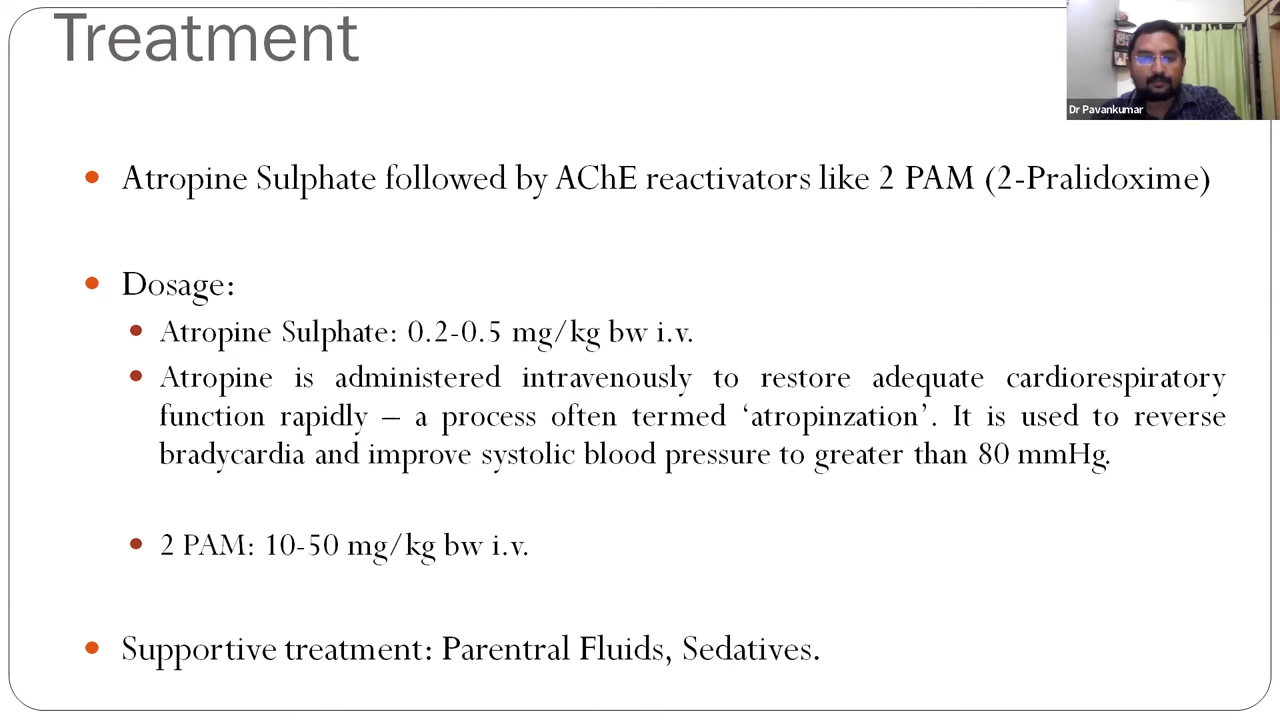 Treatment
Dr Pavankumar
• Atropine Sulphate followed by AChE reactivators like 2 PAM (2-Pralidoxime)
• Dosage:
• Atropine Sulphate: 0.2-0.5 mg/kg bw i.v.
• Atropine is administered intravenously to restore adequate cardiorespiratory
function rapidly – a process often termed ‘atropinzation’. It is used to reverse
bradycardia and improve systolic blood pressure to greater than 80 mmHg.
• 2 PAM: 10-50 mg/kg bw i.v.
• Supportive treatment: Parentral Fluids, Sedatives.